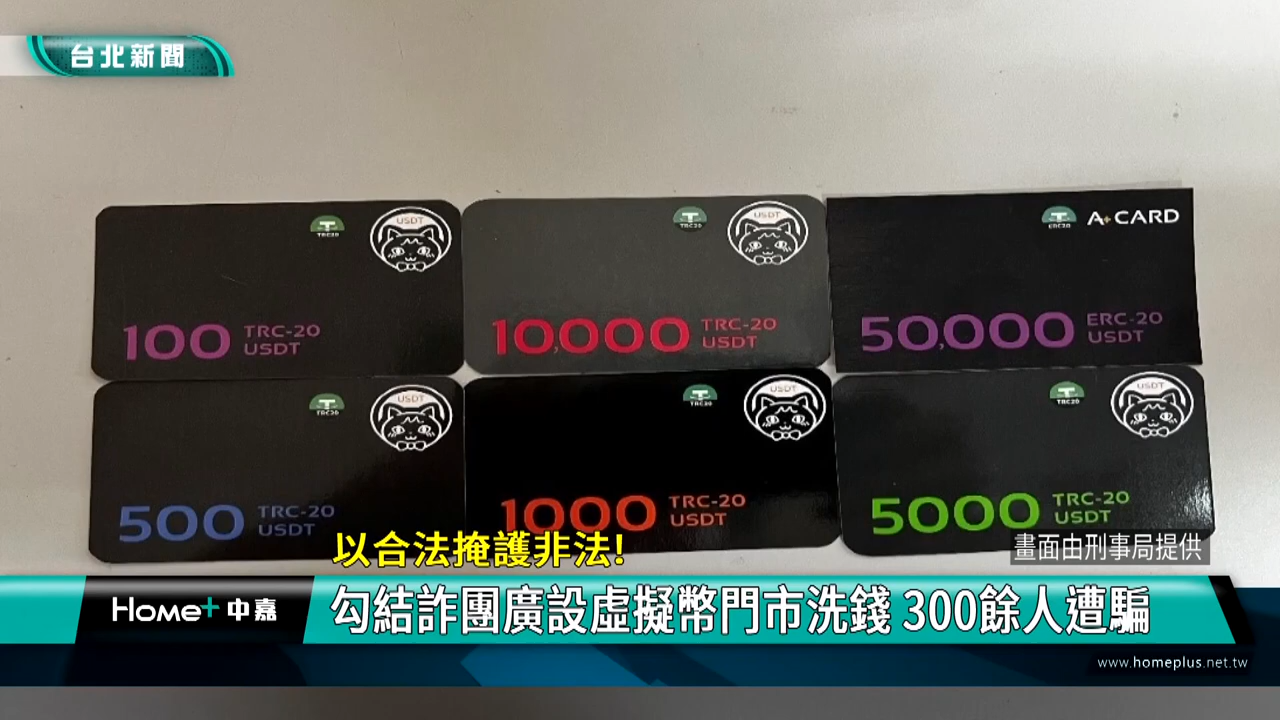 台北新聞
TRC20
USDT
100 TRC-20
USDT
TRC20
USDT
10,000 TRC-20
USDT
ERC20
A+CARD
50,000 ERC-20
USDT
TRC20
USDT
500 TRC-20
USDT
TRC20
USDT
1000 TRC-20
USDT
TRC20
USDT
5000 TRC-20
USDT
以合法掩護非法!
畫面由刑事局提供
Home+中嘉
勾結詐團廣設虛擬幣門市洗錢 300餘人遭騙
www.homeplus.net.tw